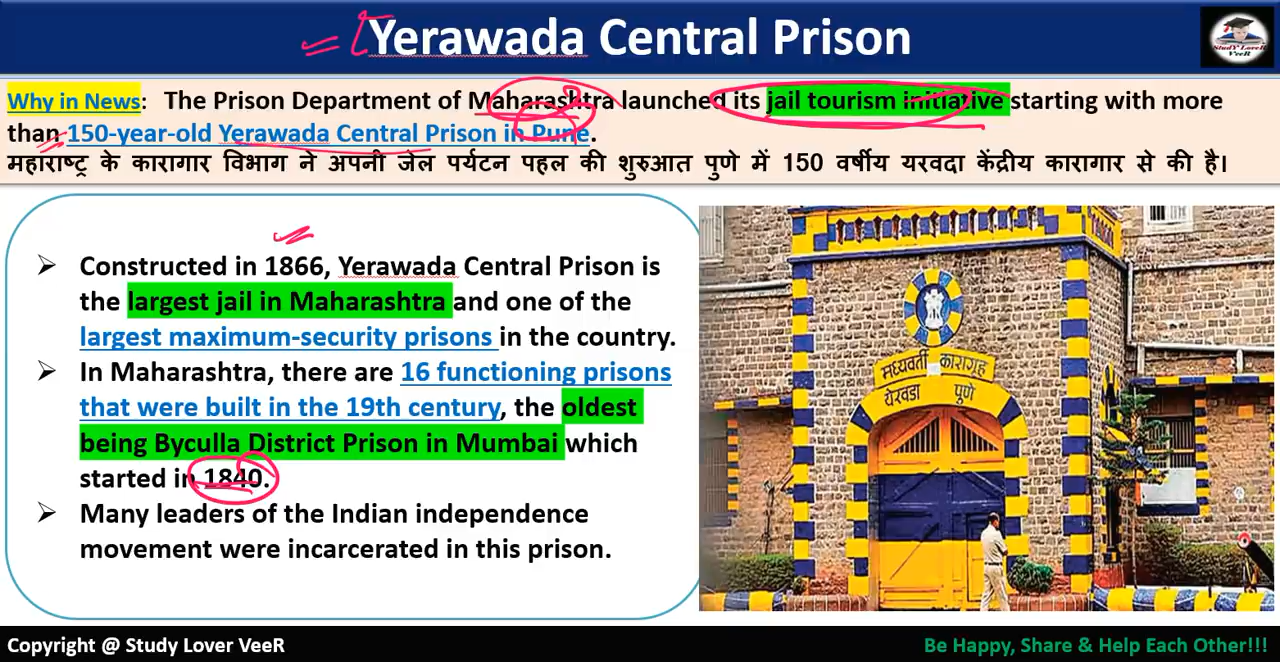 Yerawada Central Prison
StudY LoveR
VeeR
Why in News: The Prison Department of Maharashtra launched its jail tourism initiative starting with more
than 150-year-old Yerawada Central Prison in Pune.
महाराष्ट्र के कारागार विभाग ने अपनी जेल पर्यटन पहल की शुरुआत पुणे में 150 वर्षीय यरवदा केंद्रीय कारागार से की है।
➢ Constructed in 1866, Yerawada Central Prison is
the largest jail in Maharashtra and one of the
largest maximum-security prisons in the country.
➢ In Maharashtra, there are 16 functioning prisons
that were built in the 19th century, the oldest
being Byculla District Prison in Mumbai which
started in 1840.
➢ Many leaders of the Indian independence
movement were incarcerated in this prison.
मध्यवर्ती कारागृह
येरवडा पुणे
Copyright @ Study Lover VeeR
Be Happy, Share & Help Each Other!!!